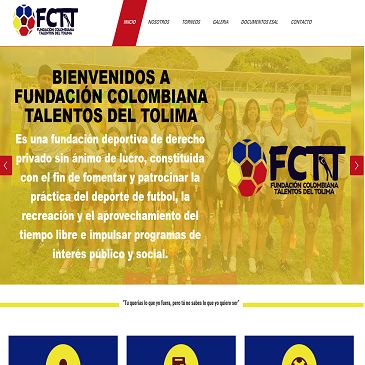 FCTT
FUNDACIÓN COLOMBIANA
TALENTOS DEL TOLIMA
INICIO NOSOTROS TORNEOS GALERIA DOCUMENTOS ESAL CONTACTO
BIENVENIDOS A
FUNDACIÓN COLOMBIANA
TALENTOS DEL TOLIMA
Es una fundación deportiva de derecho
privado sin ánimo de lucro, constituida
con el fin de fomentar y patrocinar la
práctica del deporte de futbol, la
recreación y el aprovechamiento del
tiempo libre e impulsar programas de
interés público y social.
FCTT
FUNDACIÓN COLOMBIANA
TALENTOS DEL TOLIMA
"Tu querías lo que yo fuera, pero tú no sabes lo que yo quiero ser"